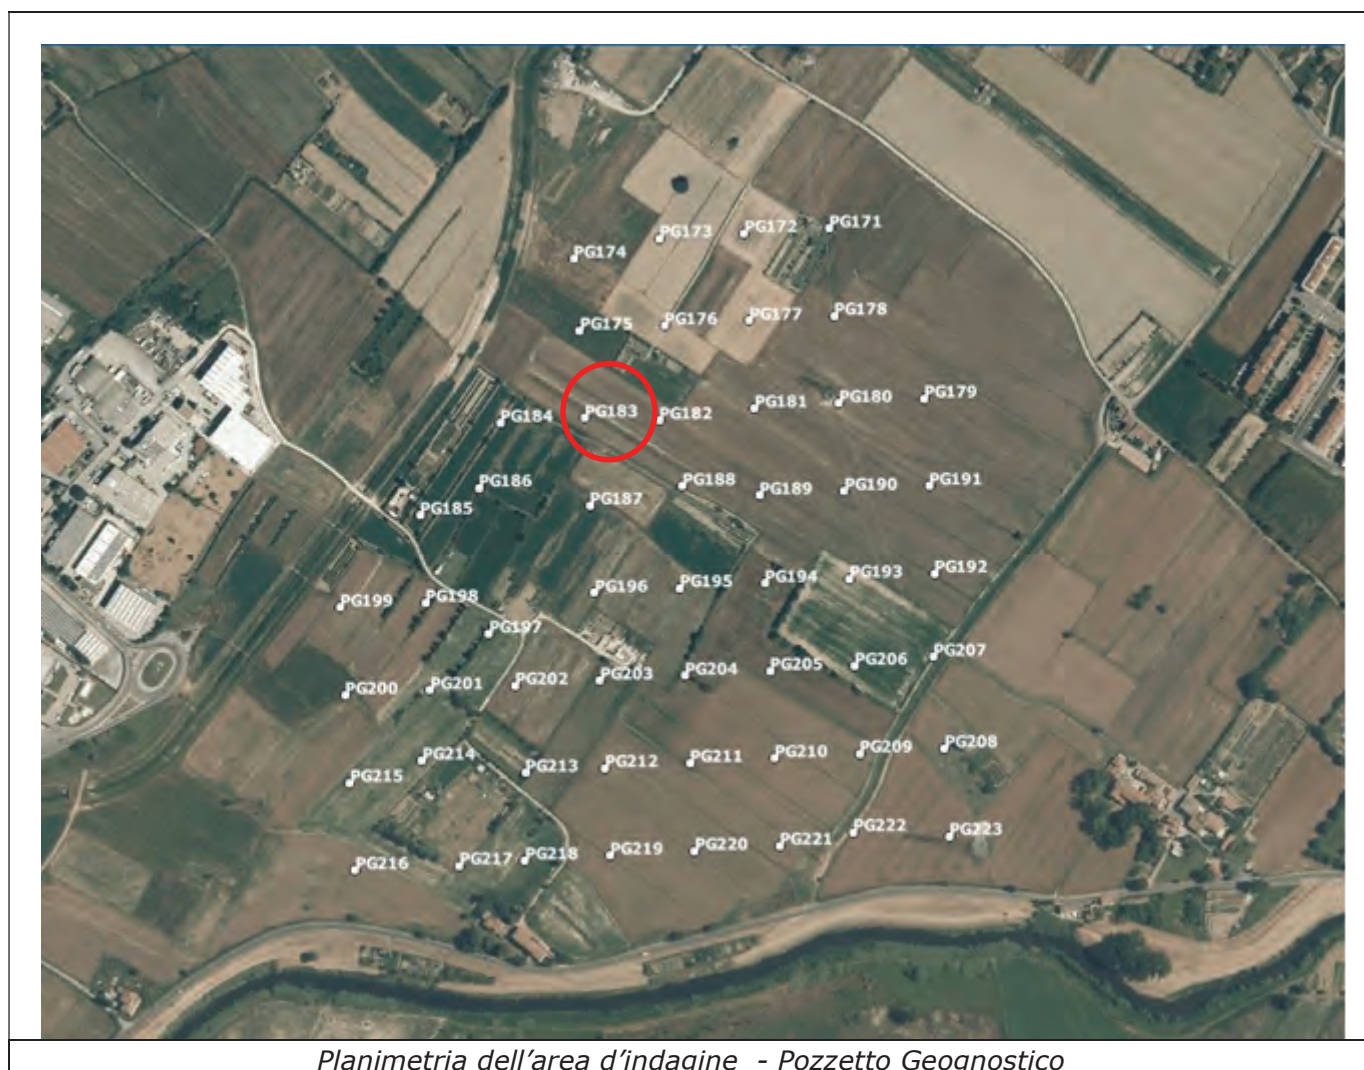 PG171
PG172
PG173
PG174
PG175
PG176
PG177
PG178
PG179
PG180
PG181
PG182
PG183
PG184
PG185
PG186
PG187
PG188
PG189
PG190
PG191
PG192
PG193
PG194
PG195
PG196
PG197
PG198
PG199
PG200
PG201
PG202
PG203
PG204
PG205
PG206
PG207
PG208
PG209
PG210
PG211
PG212
PG213
PG214
PG215
PG216
PG217
PG218
PG219
PG220
PG221
PG222
PG223
Planimetria dell’area d’indagine - Pozzetto Geognostico